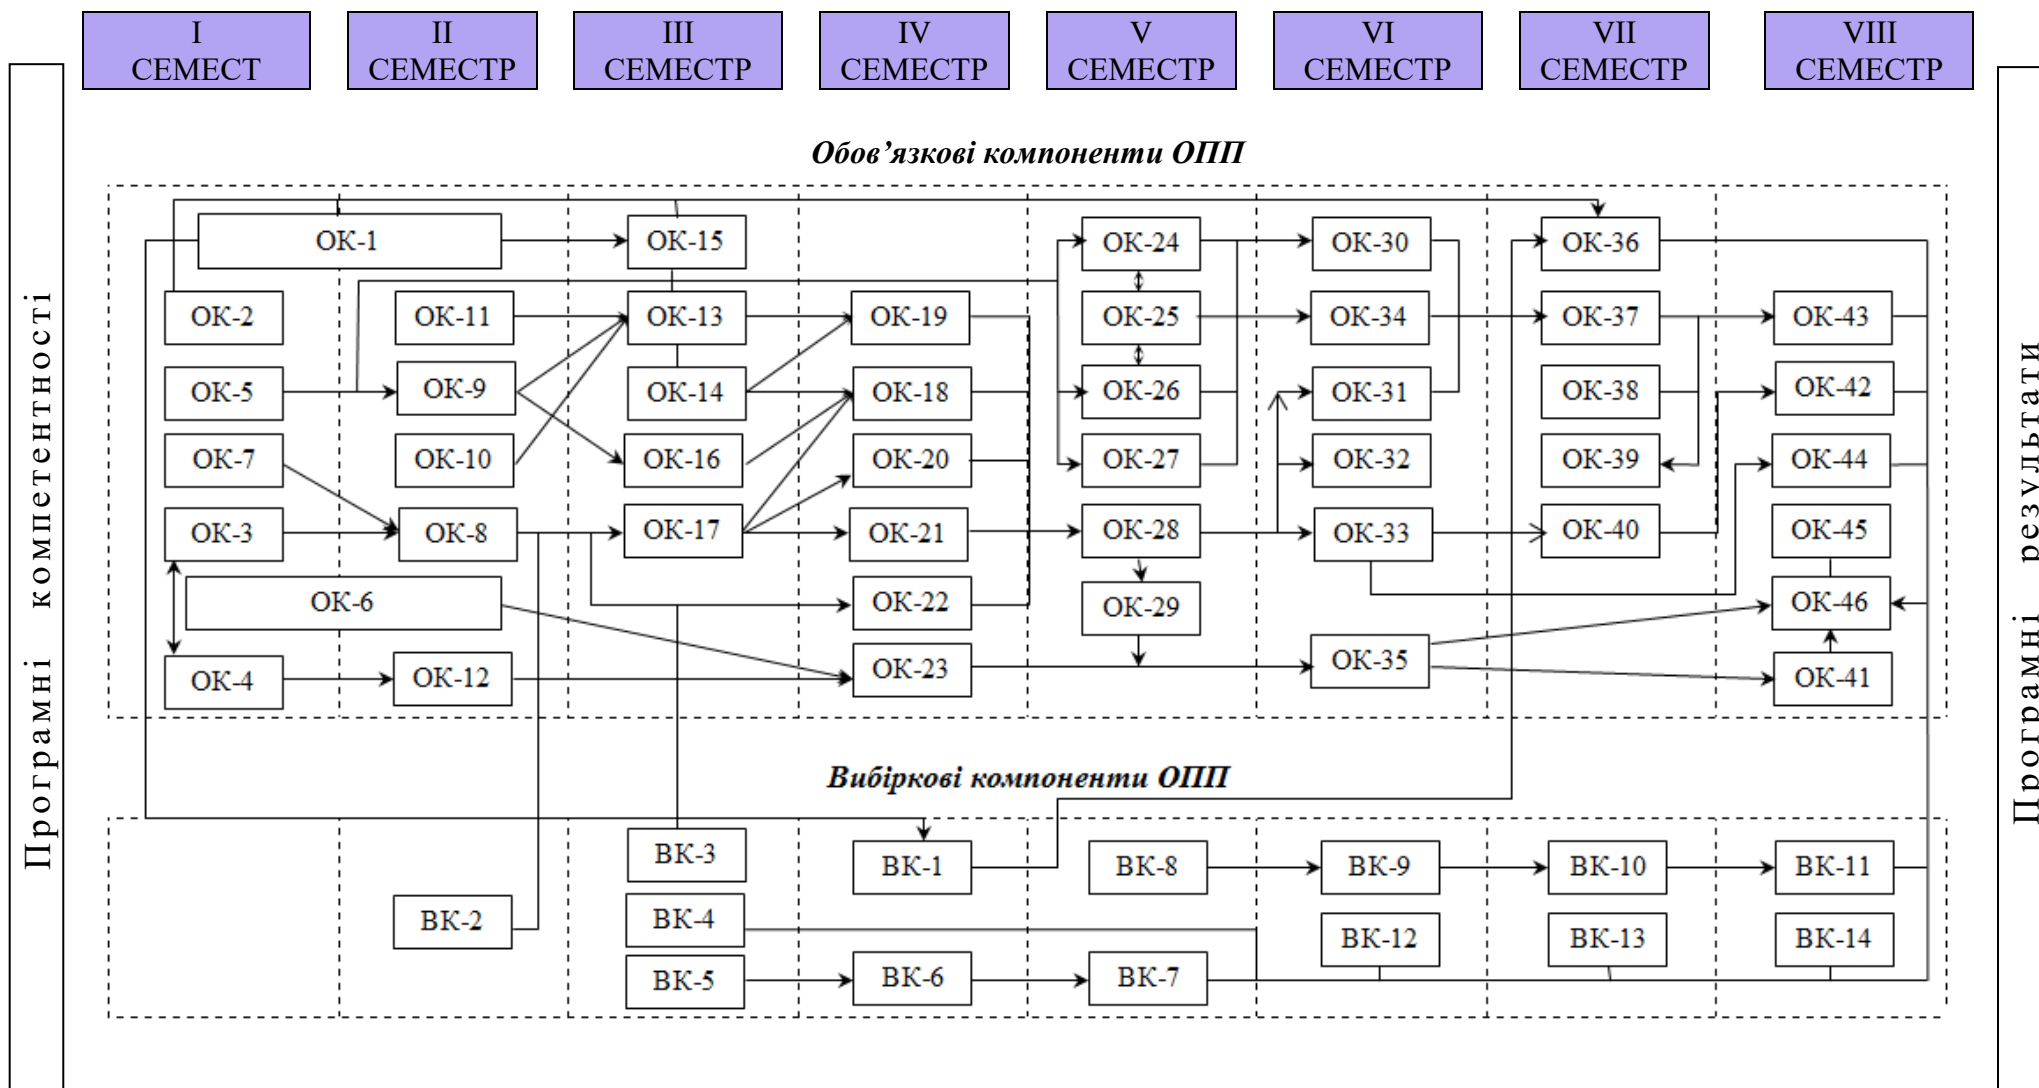 I
СЕМЕСТ
II
СЕМЕСТР
III
СЕМЕСТР
IV
СЕМЕСТР
V
СЕМЕСТР
VI
СЕМЕСТР
VII
СЕМЕСТР
VIII
СЕМЕСТР
Програмні компетентності
Обов’язкові компоненти ОПП
ОК-1
ОК-15
ОК-24
ОК-30
ОК-36
ОК-2
ОК-11
ОК-13
ОК-19
ОК-25
ОК-34
ОК-37
ОК-43
ОК-5
ОК-9
ОК-14
ОК-18
ОК-26
ОК-31
ОК-38
ОК-42
ОК-7
ОК-10
ОК-16
ОК-20
ОК-27
ОК-32
ОК-39
ОК-44
ОК-3
ОК-8
ОК-17
ОК-21
ОК-28
ОК-33
ОК-40
ОК-45
ОК-6
ОК-22
ОК-29
ОК-46
ОК-4
ОК-12
ОК-23
ОК-35
ОК-41
Вибіркові компоненти ОПП
ВК-3
ВК-1
ВК-8
ВК-9
ВК-10
ВК-11
ВК-2
ВК-4
ВК-12
ВК-13
ВК-14
ВК-5
ВК-6
ВК-7
Програмні результати